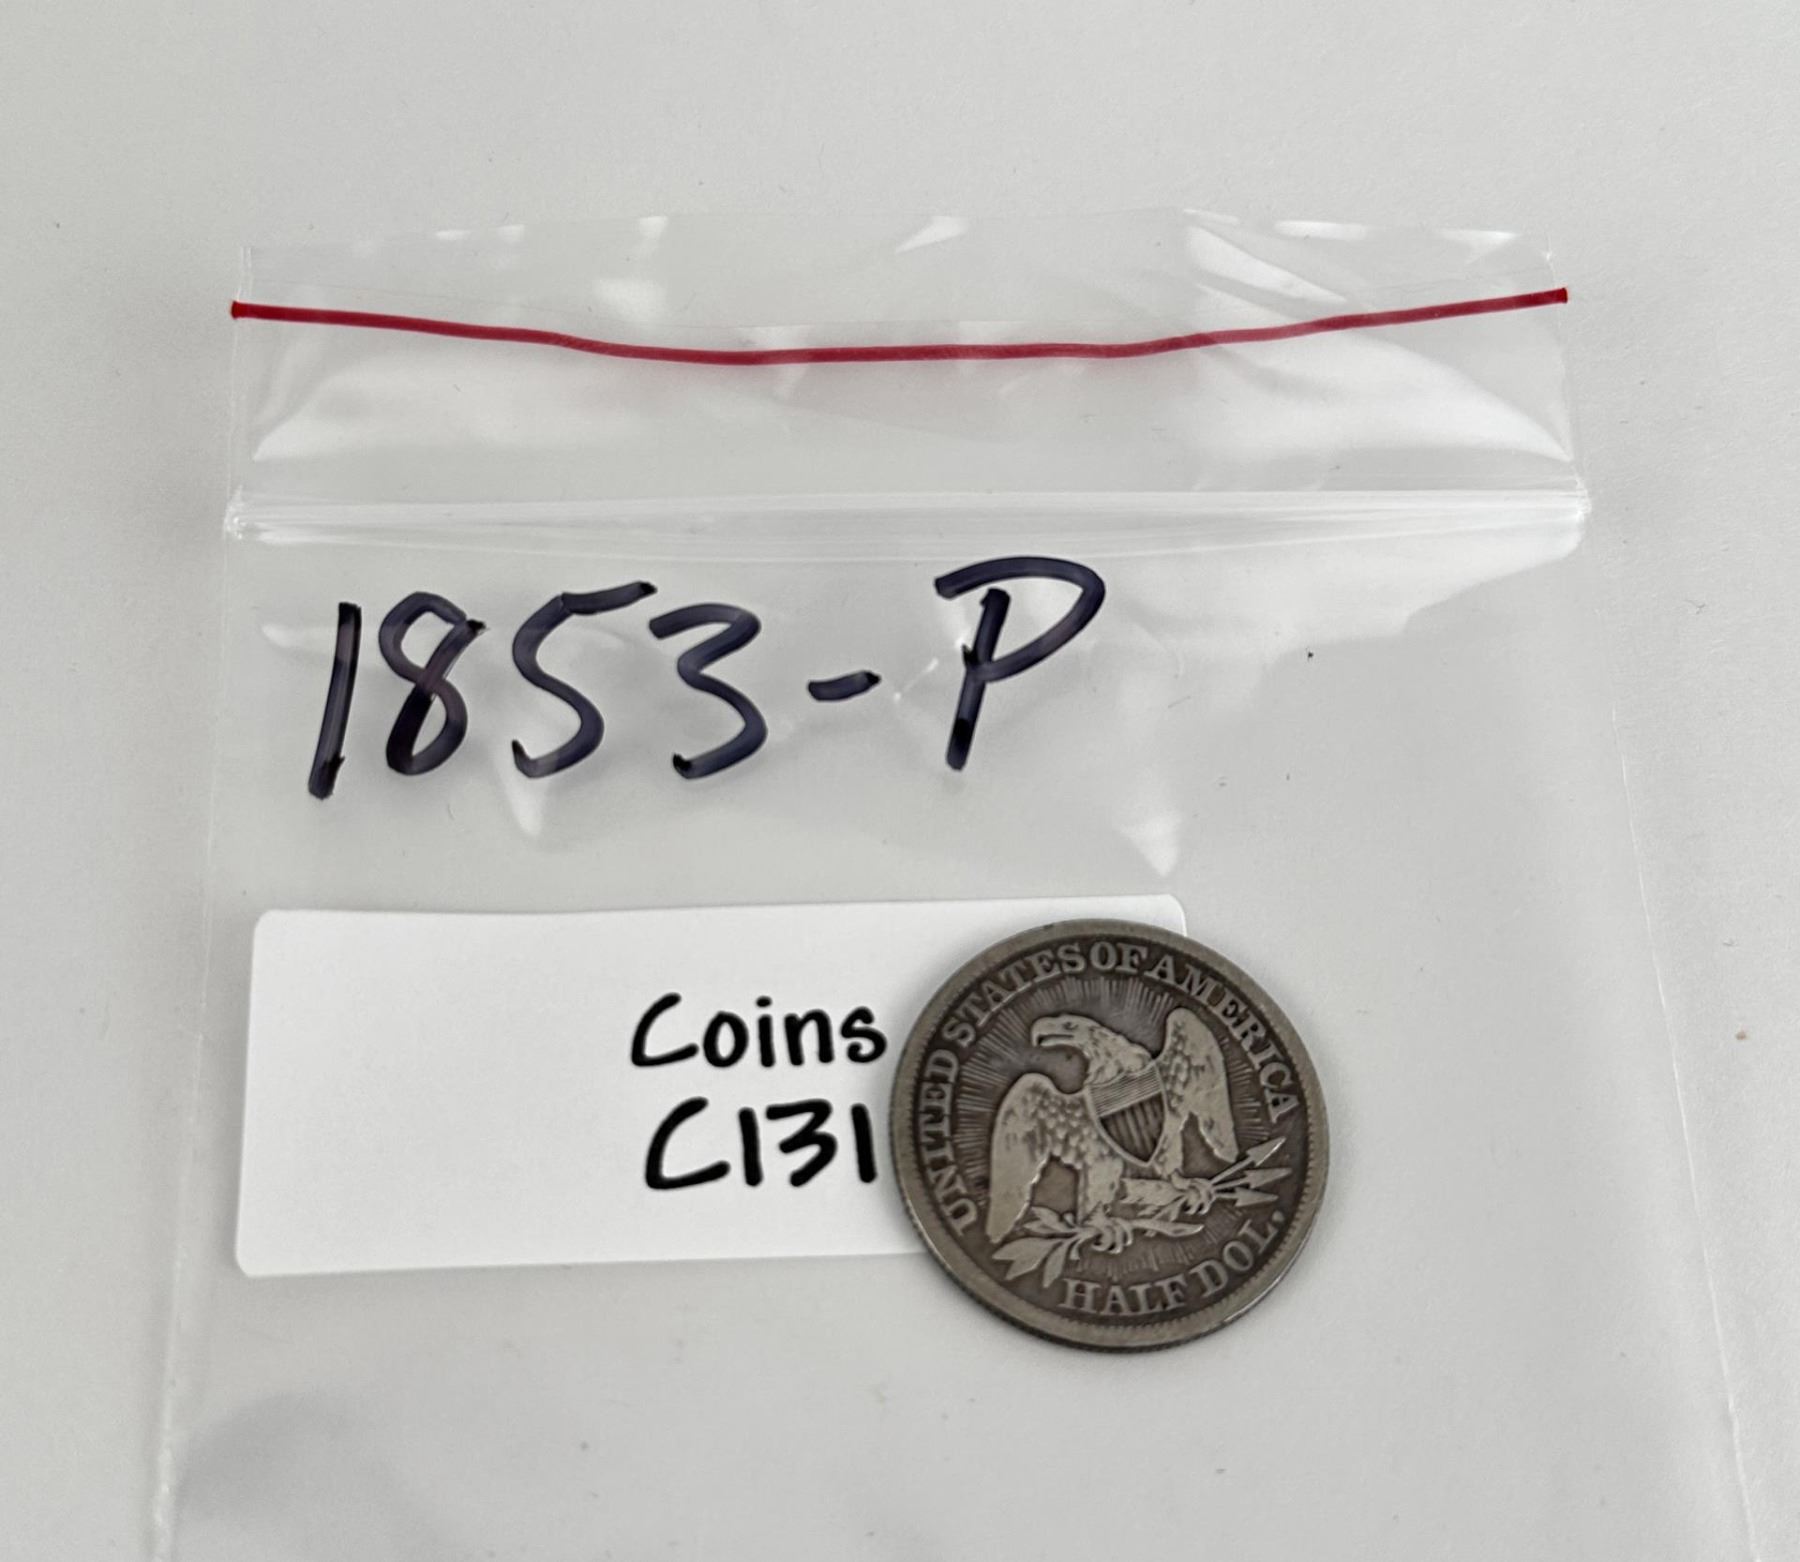 1853-P
Coins
C131
UNITED STATES OF AMERICA
HALF DOL.